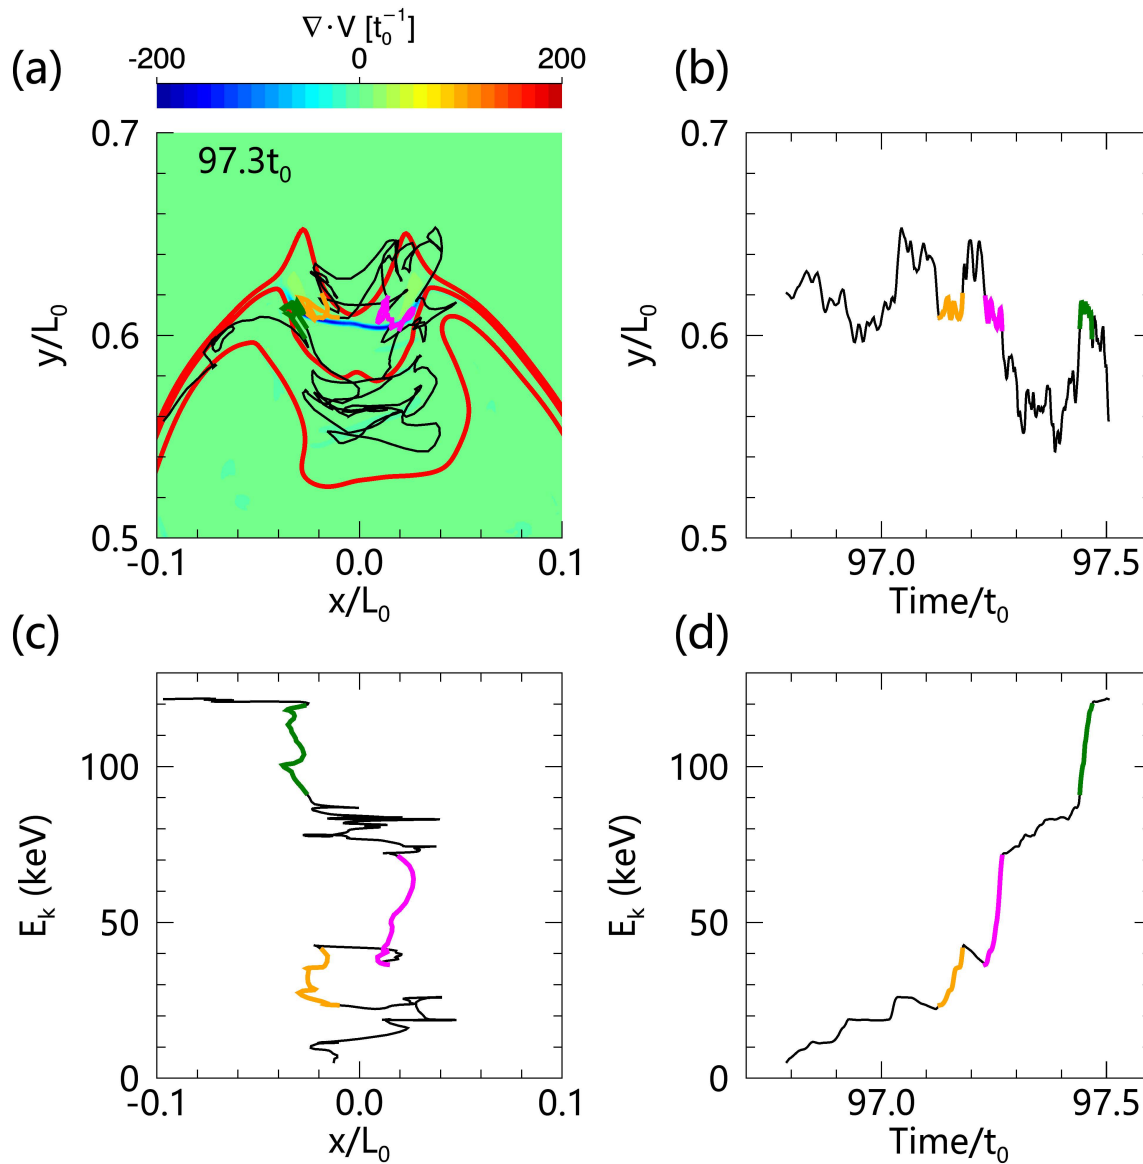 ∇·V [t₀⁻¹]
(a) -200 0 200 (b)
0.7 97.3t₀ 0.7
y/L₀ 0.6 y/L₀ 0.6
0.5 0.5
-0.1 0.0 0.1 97.0 97.5
x/L₀ Time/t₀
(c) (d)
100 100
E_k (keV) 50 E_k (keV) 50
0 0
-0.1 0.0 0.1 97.0 97.5
x/L₀ Time/t₀